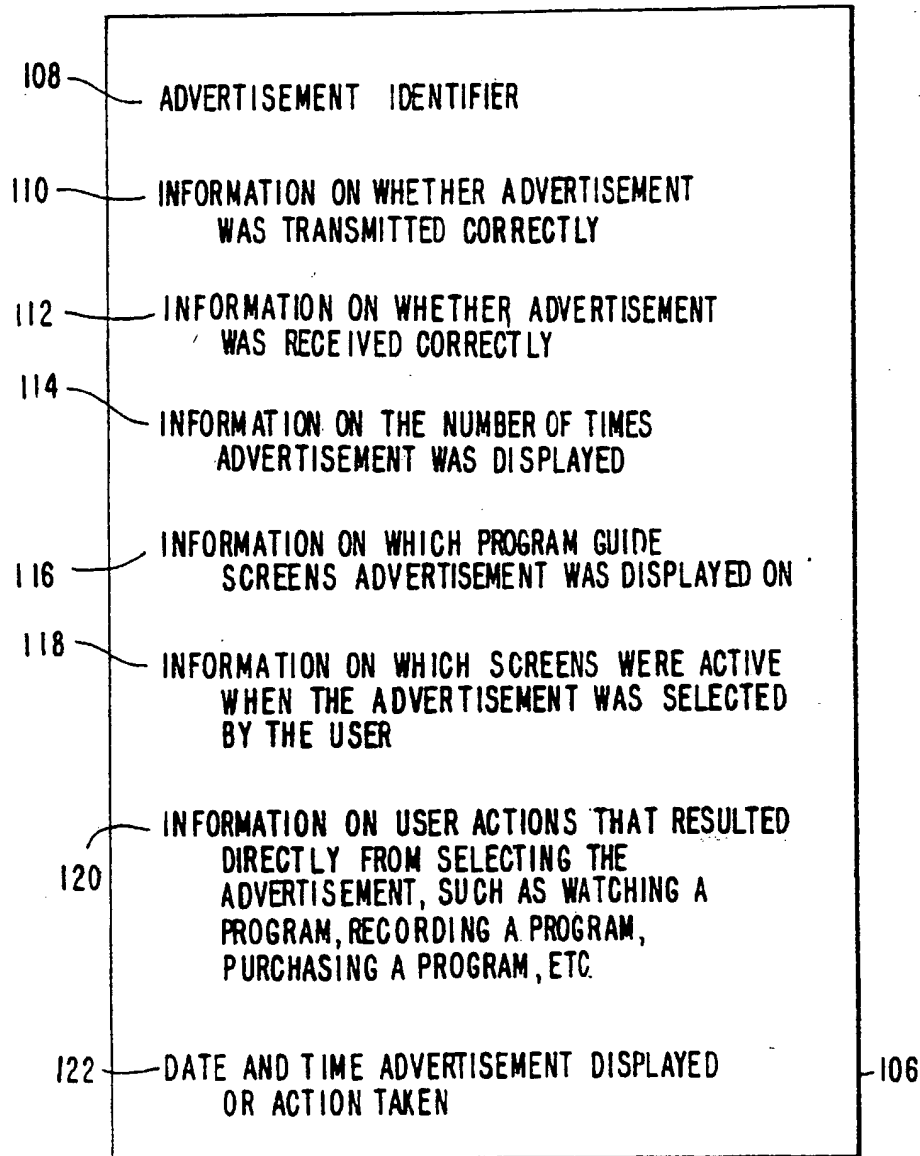 108
ADVERTISEMENT IDENTIFIER
110
INFORMATION ON WHETHER ADVERTISEMENT
WAS TRANSMITTED CORRECTLY
112
INFORMATION ON WHETHER ADVERTISEMENT
WAS RECEIVED CORRECTLY
114
INFORMATION ON THE NUMBER OF TIMES
ADVERTISEMENT WAS DISPLAYED
116
INFORMATION ON WHICH PROGRAM GUIDE
SCREENS ADVERTISEMENT WAS DISPLAYED ON
118
INFORMATION ON WHICH SCREENS WERE ACTIVE
WHEN THE ADVERTISEMENT WAS SELECTED
BY THE USER
120
INFORMATION ON USER ACTIONS THAT RESULTED
DIRECTLY FROM SELECTING THE
ADVERTISEMENT, SUCH AS WATCHING A
PROGRAM, RECORDING A PROGRAM,
PURCHASING A PROGRAM, ETC.
122
DATE AND TIME ADVERTISEMENT DISPLAYED
OR ACTION TAKEN
106